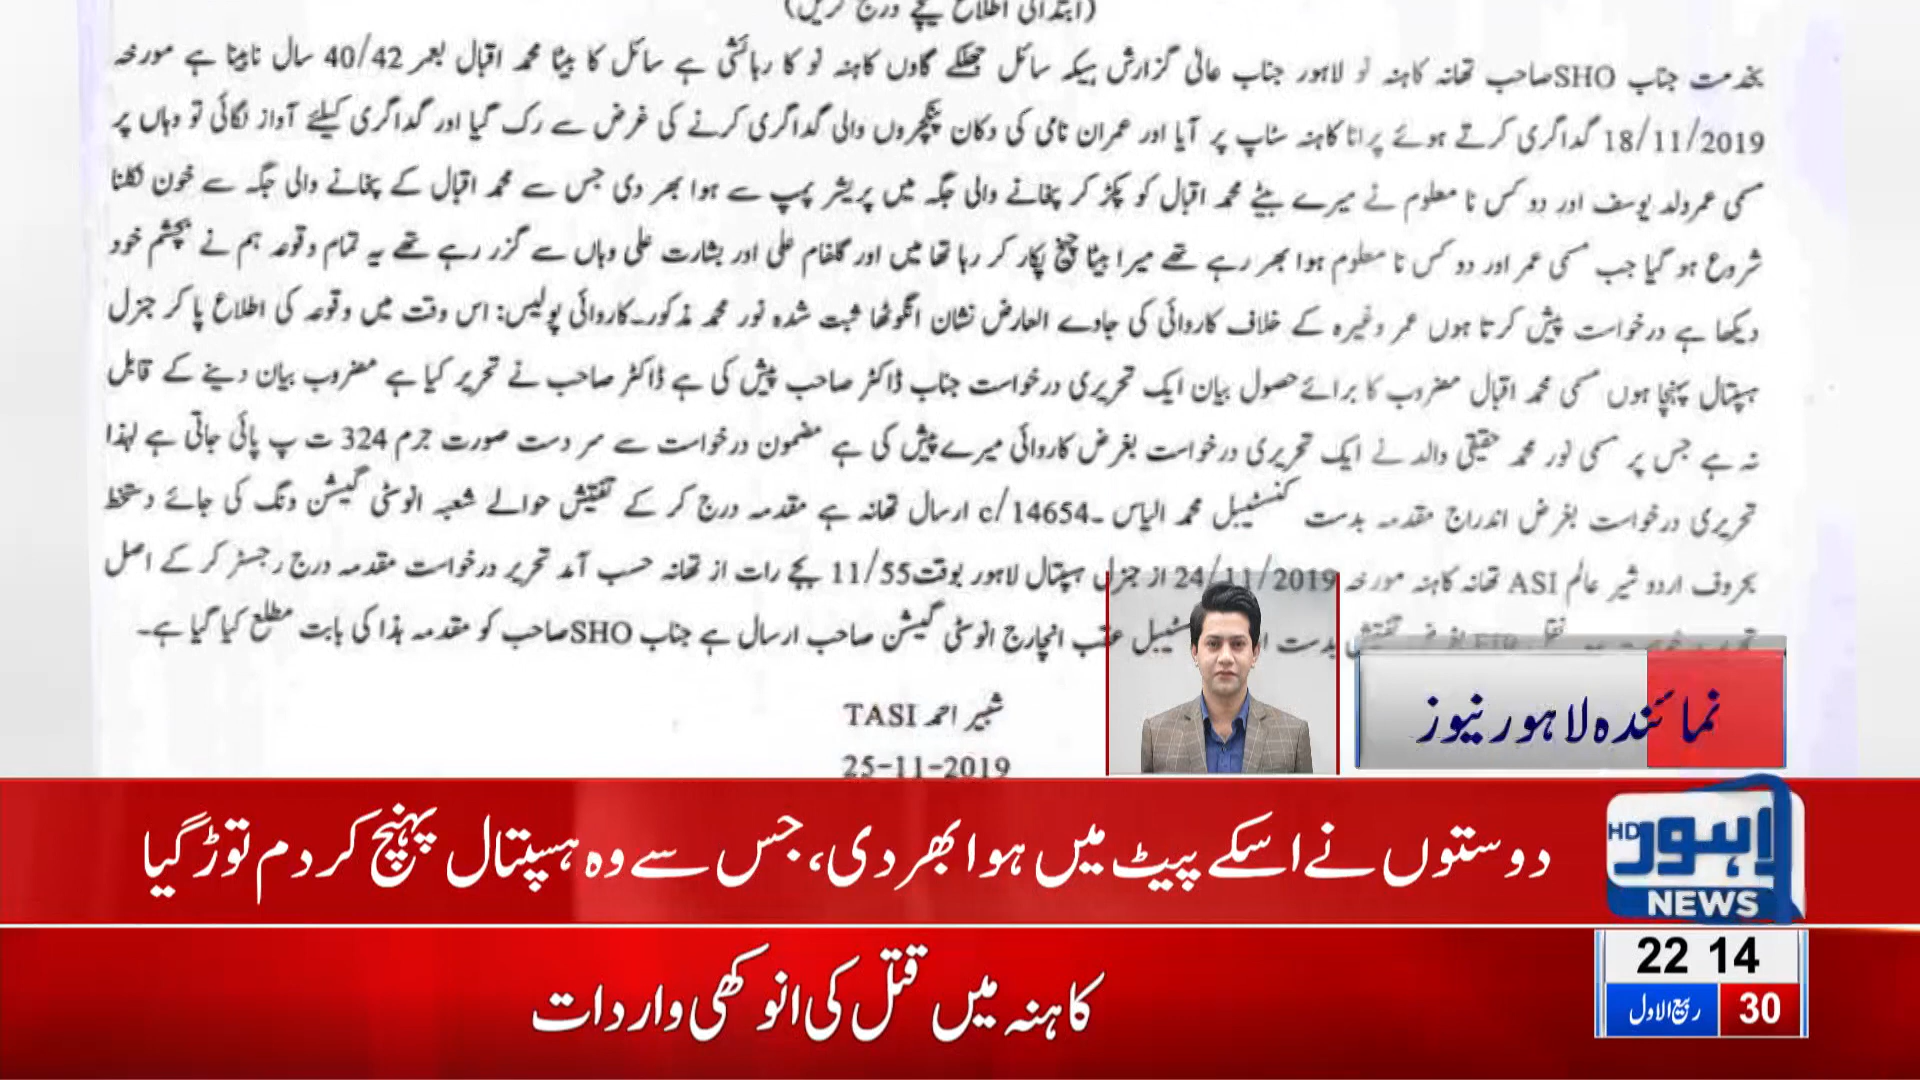 (ابتدائی اطلاع نیچے درج کریں)
بخدمت جناب SHOصاحب تھانہ کاہنہ نو لاہور جناب عالی گزارش ہیکہ سائل جھلکے گاوں کاہنہ نو کا رہائشی ہے سائل کا بیٹا محمد اقبال بعمر 40/42 سال نابینا ہے مورخہ
18/11/2019 گداگری کرتے ہوئے پرانا کاہنہ سٹاپ پر آیا اور عمران نامی کی دکان پنکچروں والی گداگری کرنے کی غرض سے رک گیا اور گداگری کیلئے آواز لگائی تو وہاں پر
مسمی عمرولد یوسف اور دو کس نا معلوم نے میرے بیٹے محمد اقبال کو پکڑ کر پخانے والی جگہ میں پریشر پمپ سے ہوا بھر دی جس سے محمد اقبال کے پخانے والی جگہ سے خون نکلنا
شروع ہو گیا جب مسمی عمر اور دو کس نا معلوم ہوا بھر رہے تھے میرا بیٹا چیخ پکار کر رہا تھا میں اور گلفام علی اور بشارت علی وہاں سے گزر رہے تھے یہ تمام وقوعہ ہم نے بچشم خود
دیکھا ہے درخواست پیش کرتا ہوں عمر وغیرہ کے خلاف کاروائی کی جاوے العارض نشان انگوٹھا ثبت شدہ نور محمد مذکور۔کاروائی پولیس: اس وقت میں وقوعہ کی اطلاع پا کر جنرل
ہسپتال پہنچا ہوں مسمی محمد اقبال مضروب کا برائے حصول بیان ایک تحریری درخواست جناب ڈاکٹر صاحب پیش کی ہے ڈاکٹر صاحب نے تحریر کیا ہے مضروب بیان دینے کے قابل
نہ ہے جس پر مسمی نور محمد حقیقی والد نے ایک تحریری درخواست بغرض کاروائی میرے پیش کی ہے مضمون درخواست سے سر دست صورت جرم 324 ت پ پائی جاتی ہے لہذا
تحریری درخواست بغرض اندراج مقدمہ بدست کنسٹیبل محمد الیاس ۔c/14654 ارسال تھانہ ہے مقدمہ درج کر کے تفتیش حوالے شعبہ انوسٹی گیشن ونگ کی جائے دستخط
بحروف اردو شیر عالم ASI تھانہ کاہنہ مورخہ 24/11/2019 از جنرل ہسپتال لاہور بوقت11/55 بجے رات از تھانہ حسب آمد تحریر درخواست مقدمہ درج رجسٹر کر کے اصل
تفتیش بدست عقب انچارج انوسٹی گیشن صاحب ارسال ہے جناب SHOصاحب کو مقدمہ ہذا کی بابت مطلع کیا گیا ہے۔
شبیر احمد TASI
25-11-2019
نمائندہ لاہور نیوز
دوستوں نے اسکے پیٹ میں ہوا بھر دی، جس سے وہ ہسپتال پہنچ کر دم توڑ گیا
لاہور HD
NEWS
کاہنہ میں قتل کی انوکھی واردات
22 14
30 ربیع الاول